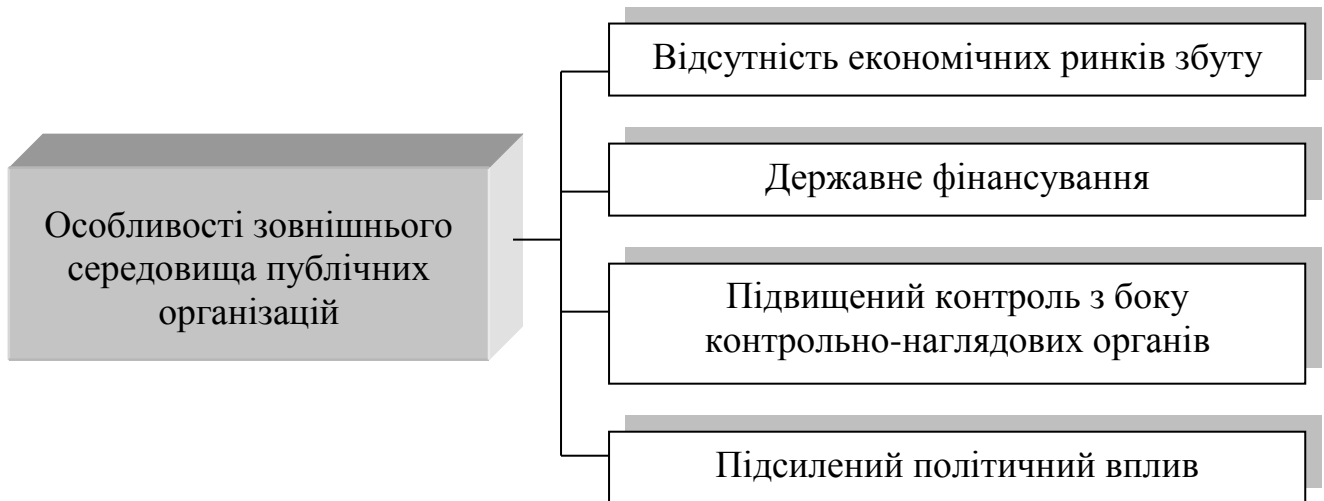 Особливості зовнішнього
середовища публічних
організацій
Відсутність економічних ринків збуту
Державне фінансування
Підвищений контроль з боку
контрольно-наглядових органів
Підсилений політичний вплив